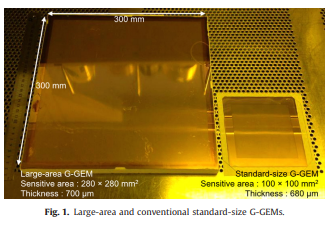 300 mm
300 mm
Large-area G-GEM
Sensitive area : 280 × 280 mm²
Thickness : 700 μm
Standard-size G-GEM
Sensitive area : 100 × 100 mm²
Thickness : 680 μm
Fig. 1. Large-area and conventional standard-size G-GEMs.